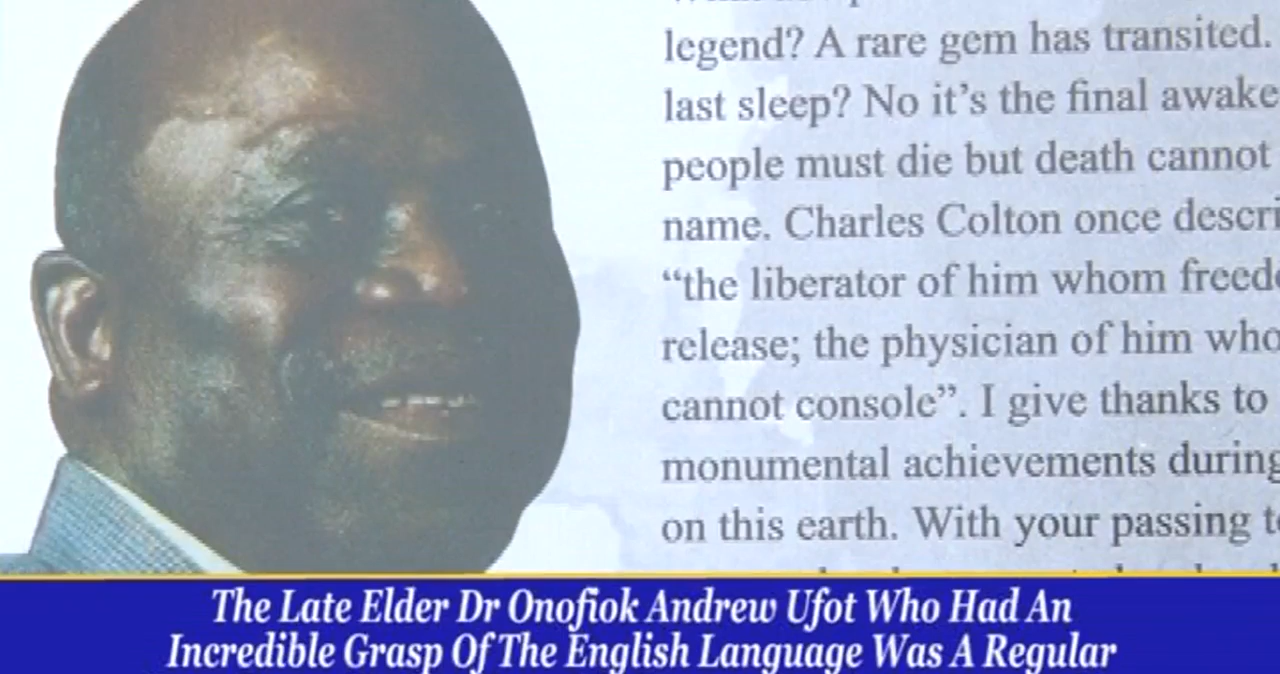 legend? A rare gem has transited.
last sleep? No it's the final awake
people must die but death cannot
name. Charles Colton once descri
“the liberator of him whom freed
release; the physician of him who
cannot console”. I give thanks to
monumental achievements during
on this earth. With your passing t
The Late Elder Dr Onofiok Andrew Ufot Who Had An
Incredible Grasp Of The English Language Was A Regular